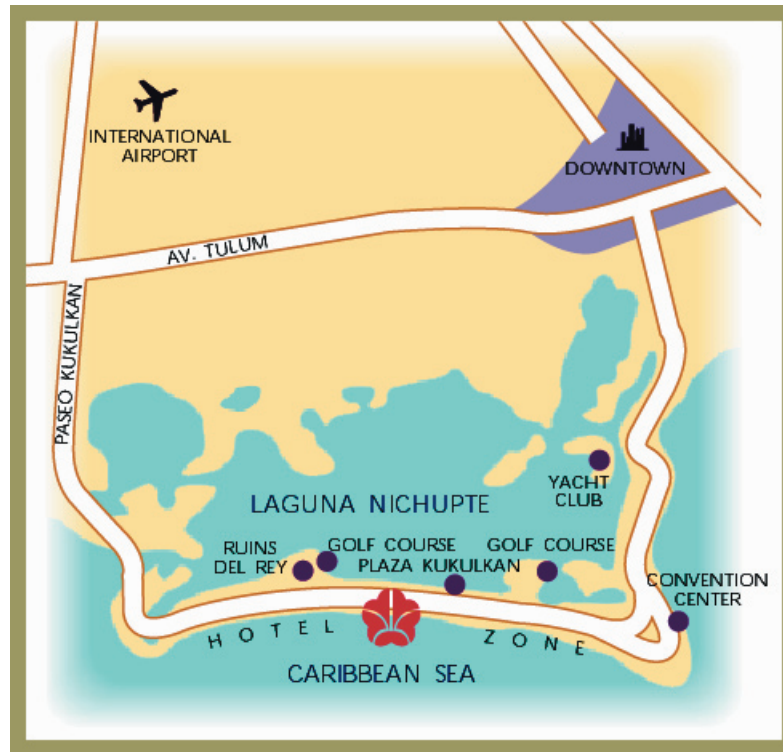 INTERNATIONAL
AIRPORT
DOWNTOWN
AV. TULUM
PASEO KUKULKAN
YACHT
CLUB
LAGUNA NICHUPTE
RUINS
DEL REY
GOLF COURSE
PLAZA KUKULKAN
GOLF COURSE
CONVENTION
CENTER
HOTEL ZONE
CARIBBEAN SEA